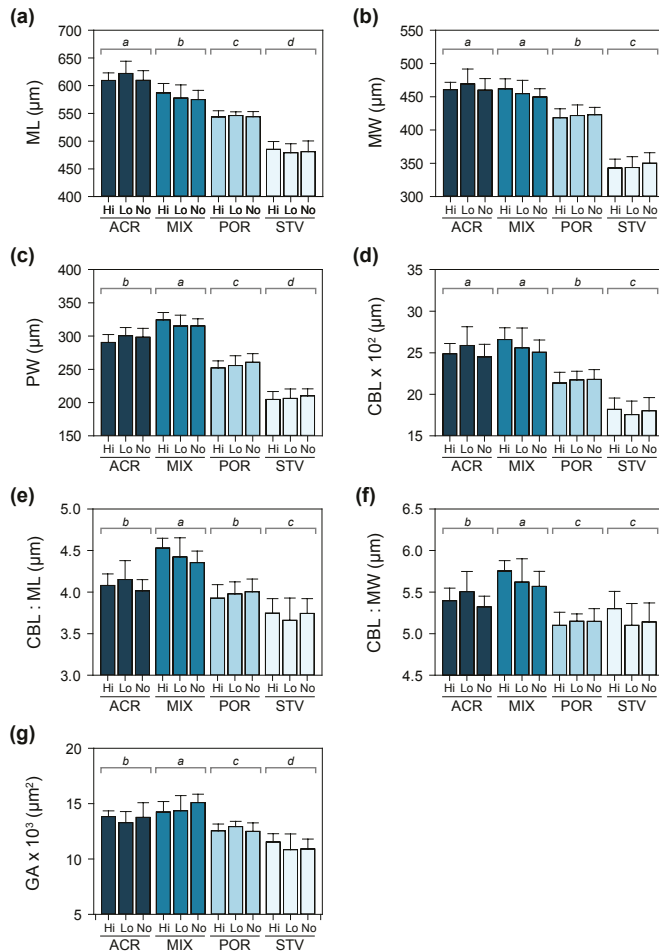 (a)
700
650
600
550
500
450
400
ML (µm)
a b c d
Hi Lo No Hi Lo No Hi Lo No Hi Lo No
ACR MIX POR STV
(b)
550
500
450
400
350
300
MW (µm)
a a b c
Hi Lo No Hi Lo No Hi Lo No Hi Lo No
ACR MIX POR STV
(c)
400
350
300
250
200
150
PW (µm)
b a c d
Hi Lo No Hi Lo No Hi Lo No Hi Lo No
ACR MIX POR STV
(d)
35
30
25
20
15
CBL x 10²
a a b c
Hi Lo No Hi Lo No Hi Lo No Hi Lo No
ACR MIX POR STV
(e)
5.0
4.5
4.0
3.5
3.0
CBL : ML (µm)
b a b c
Hi Lo No Hi Lo No Hi Lo No Hi Lo No
ACR MIX POR STV
(f)
6.5
6.0
5.5
5.0
4.5
CBL : MW (µm)
b a c c
Hi Lo No Hi Lo No Hi Lo No Hi Lo No
ACR MIX POR STV
(g)
20
15
10
5
GA x 10³ (µm²)
b a c d
Hi Lo No Hi Lo No Hi Lo No Hi Lo No
ACR MIX POR STV